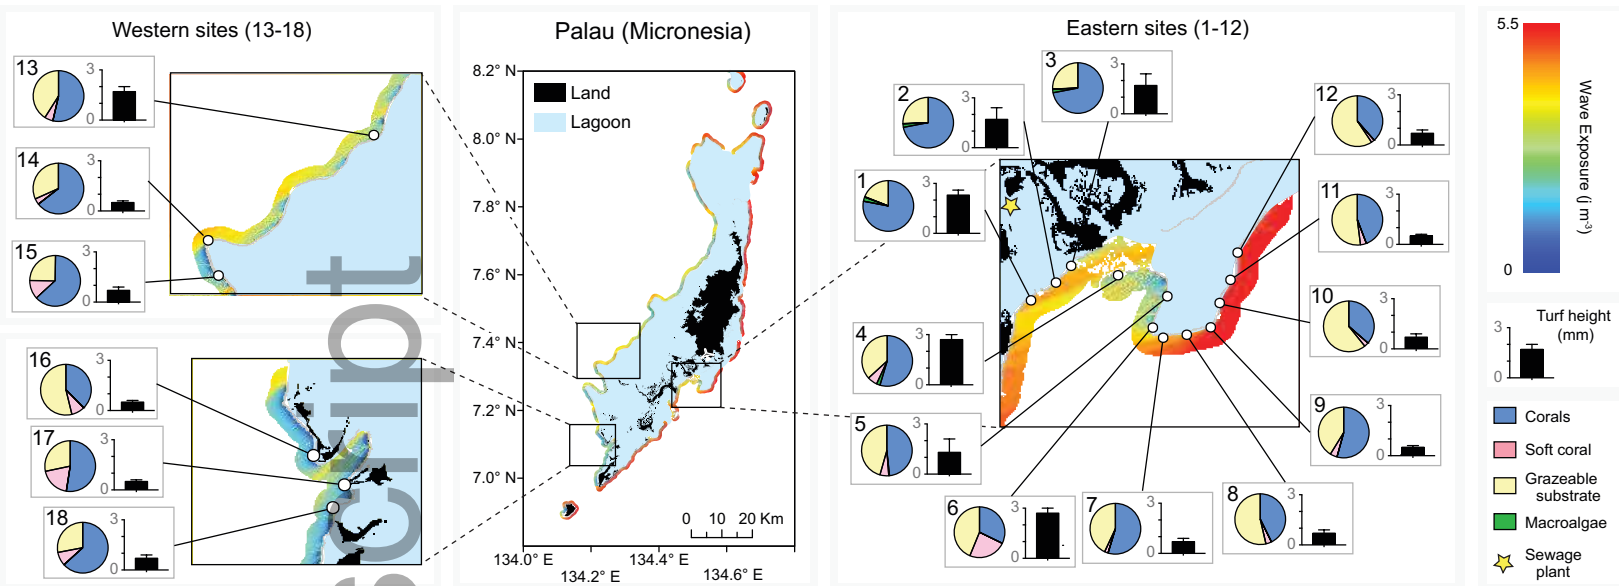 Western sites (13-18)
13
3
0
14
3
0
15
3
0
16
3
0
17
3
0
18
3
0
Palau (Micronesia)
8.2° N
8.0° N
7.8° N
7.6° N
7.4° N
7.2° N
7.0° N
Land
Lagoon
0 10 20 Km
134.0° E
134.2° E
134.4° E
134.6° E
script
Eastern sites (1-12)
1
3
0
2
3
0
3
3
0
4
3
0
5
3
0
6
3
0
7
3
0
8
3
0
9
3
0
10
3
0
11
3
0
12
3
0
5.5
0
Wave Exposure (j m-3)
Turf height
(mm)
3
0
Corals
Soft coral
Grazeable
substrate
Macroalgae
Sewage
plant